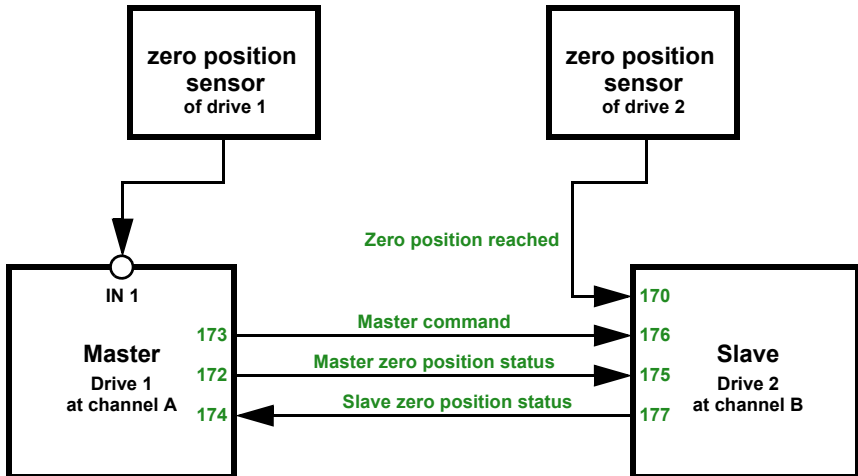 zero position
sensor
of drive 1
zero position
sensor
of drive 2
Zero position reached
IN 1
170
173
Master command
176
Master
Slave
172
Master zero position status
175
Drive 1
at channel A
Drive 2
at channel B
174
Slave zero position status
177